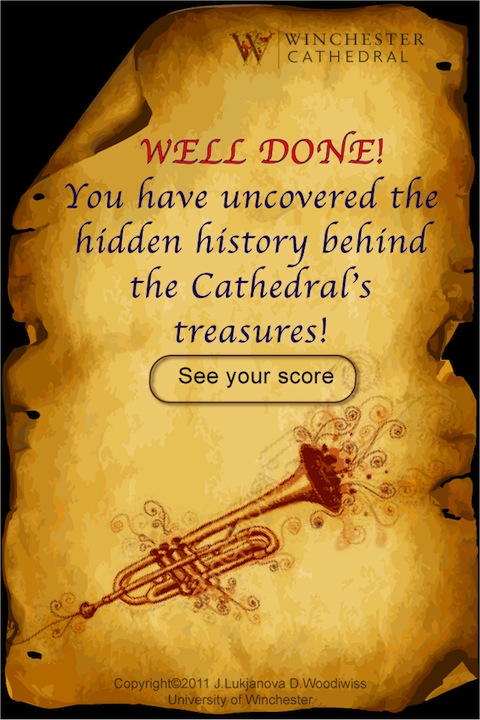 WINCHESTER
CATHEDRAL
WELL DONE!
You have uncovered the
hidden history behind
the Cathedral's
treasures!
See your score
Copyright©2011 J.Lukjanova D.Woodiwiss
University of Winchester